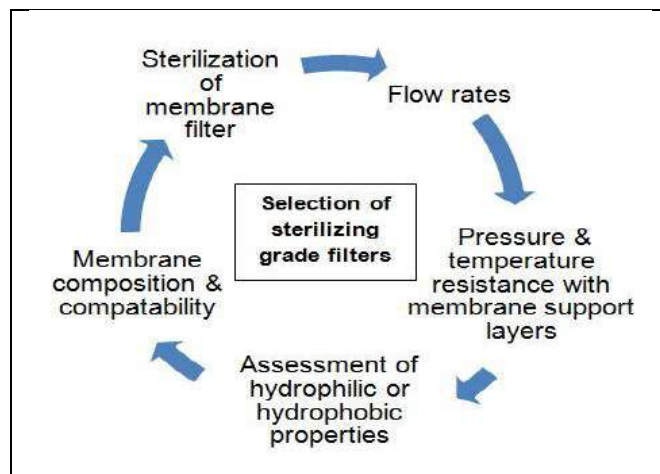 Sterilization
of
membrane
filter
Flow rates
Selection of
sterilizing
grade filters
Pressure &
temperature
resistance with
membrane support
layers
Assessment of
hydrophilic or
hydrophobic
properties
Membrane
composition &
compatability